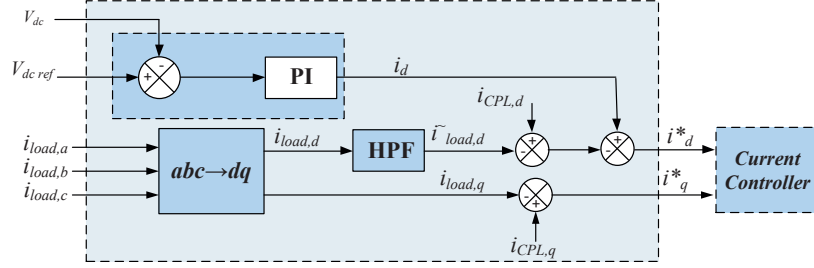 V_dc
V_dc ref
+
-
PI
i_d
i_CPL,d
i_load,a
i_load,b
i_load,c
abc→dq
i_load,d
HPF
i͂_load,d
-
+
-
+
i*_d
i_load,q
-
+
i*_q
i_CPL,q
Current
Controller